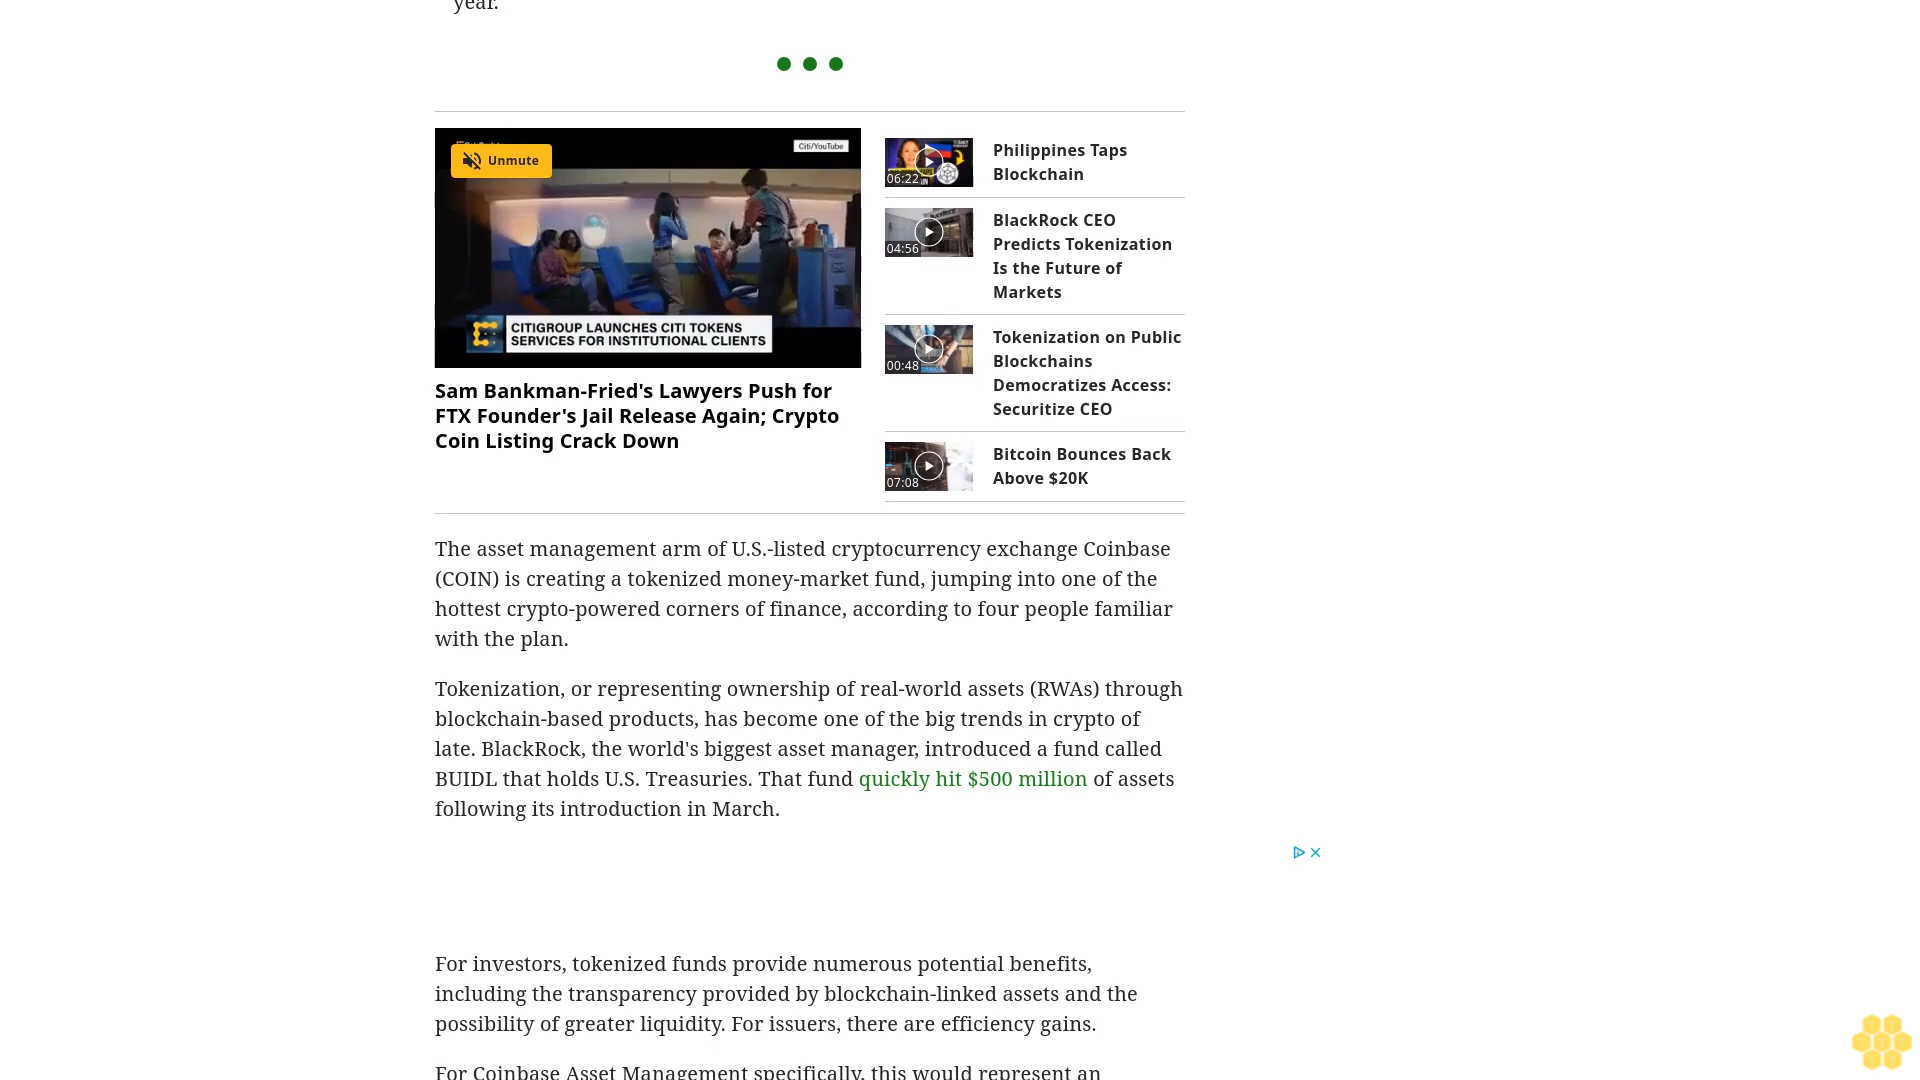 year.
Unmute
Citi/YouTube
CITIGROUP LAUNCHES CITI TOKENS
SERVICES FOR INSTITUTIONAL CLIENTS
Sam Bankman-Fried's Lawyers Push for
FTX Founder's Jail Release Again; Crypto
Coin Listing Crack Down
06:22
Philippines Taps
Blockchain
04:56
BlackRock CEO
Predicts Tokenization
Is the Future of
Markets
00:48
Tokenization on Public
Blockchains
Democratizes Access:
Securitize CEO
07:08
Bitcoin Bounces Back
Above $20K
The asset management arm of U.S.-listed cryptocurrency exchange Coinbase
(COIN) is creating a tokenized money-market fund, jumping into one of the
hottest crypto-powered corners of finance, according to four people familiar
with the plan.
Tokenization, or representing ownership of real-world assets (RWAs) through
blockchain-based products, has become one of the big trends in crypto of
late. BlackRock, the world's biggest asset manager, introduced a fund called
BUIDL that holds U.S. Treasuries. That fund quickly hit $500 million of assets
following its introduction in March.
For investors, tokenized funds provide numerous potential benefits,
including the transparency provided by blockchain-linked assets and the
possibility of greater liquidity. For issuers, there are efficiency gains.
For Coinbase Asset Management specifically, this would represent an